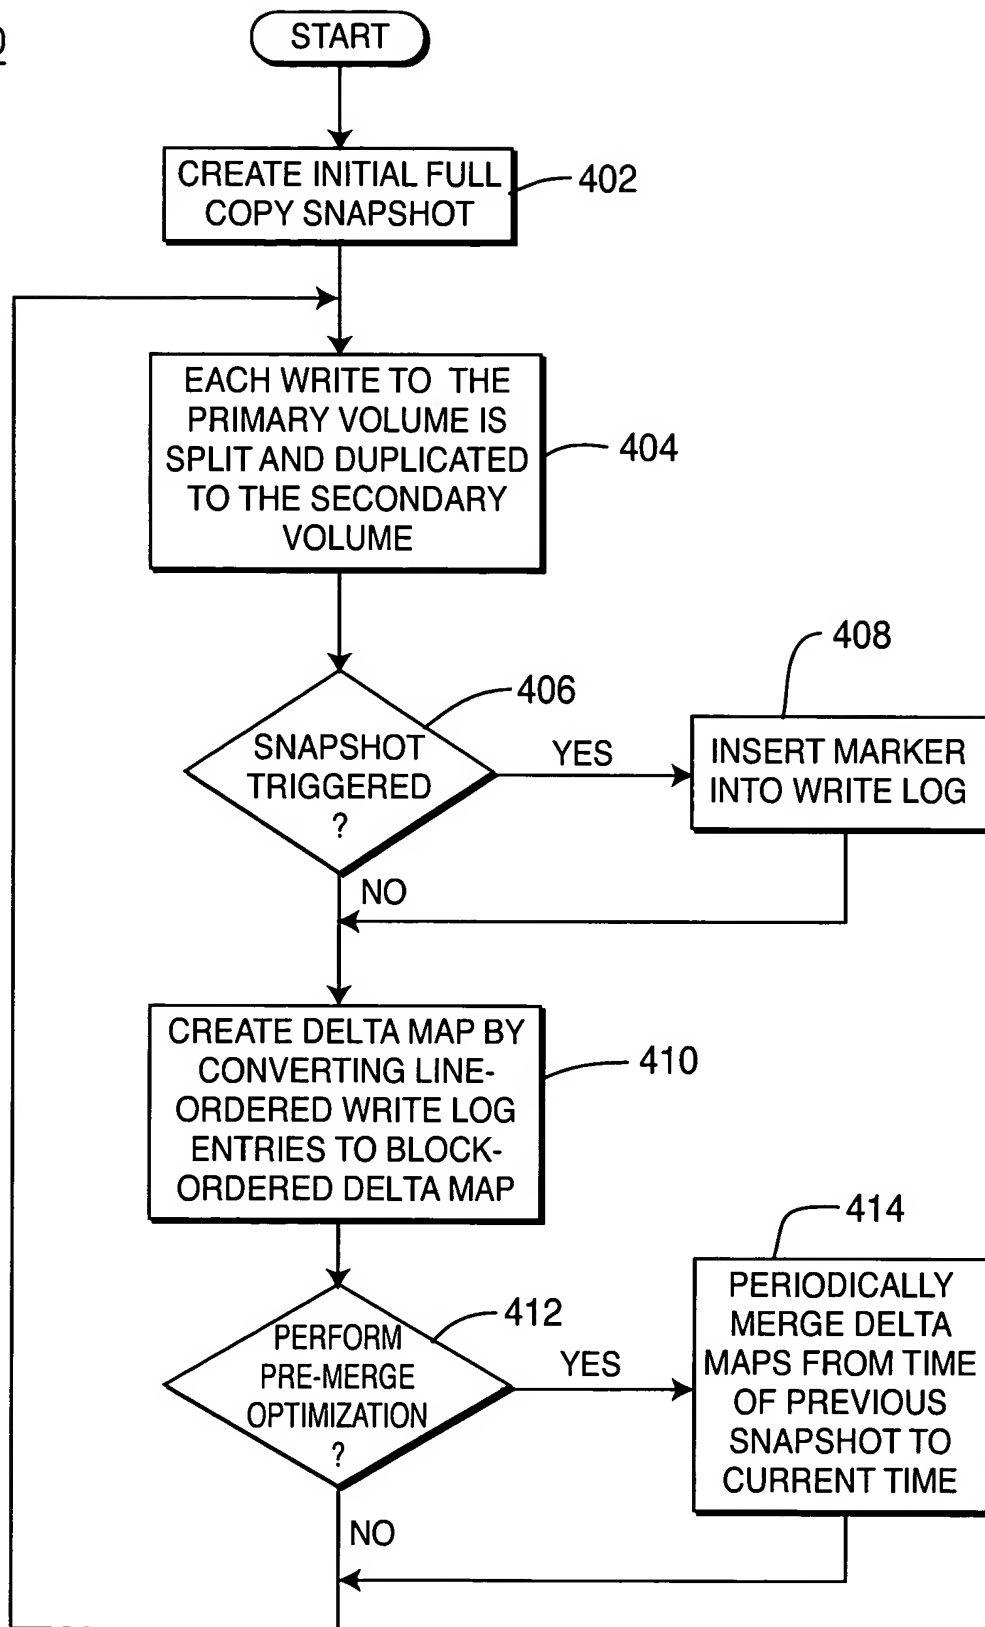 START
CREATE INITIAL FULL
COPY SNAPSHOT
402
EACH WRITE TO THE
PRIMARY VOLUME IS
SPLIT AND DUPLICATED
TO THE SECONDARY
VOLUME
404
408
406
SNAPSHOT
TRIGGERED
?
YES
INSERT MARKER
INTO WRITE LOG
NO
CREATE DELTA MAP BY
CONVERTING LINE-
ORDERED WRITE LOG
ENTRIES TO BLOCK-
ORDERED DELTA MAP
410
414
412
PERFORM
PRE-MERGE
OPTIMIZATION
?
YES
PERIODICALLY
MERGE DELTA
MAPS FROM TIME
OF PREVIOUS
SNAPSHOT TO
CURRENT TIME
NO